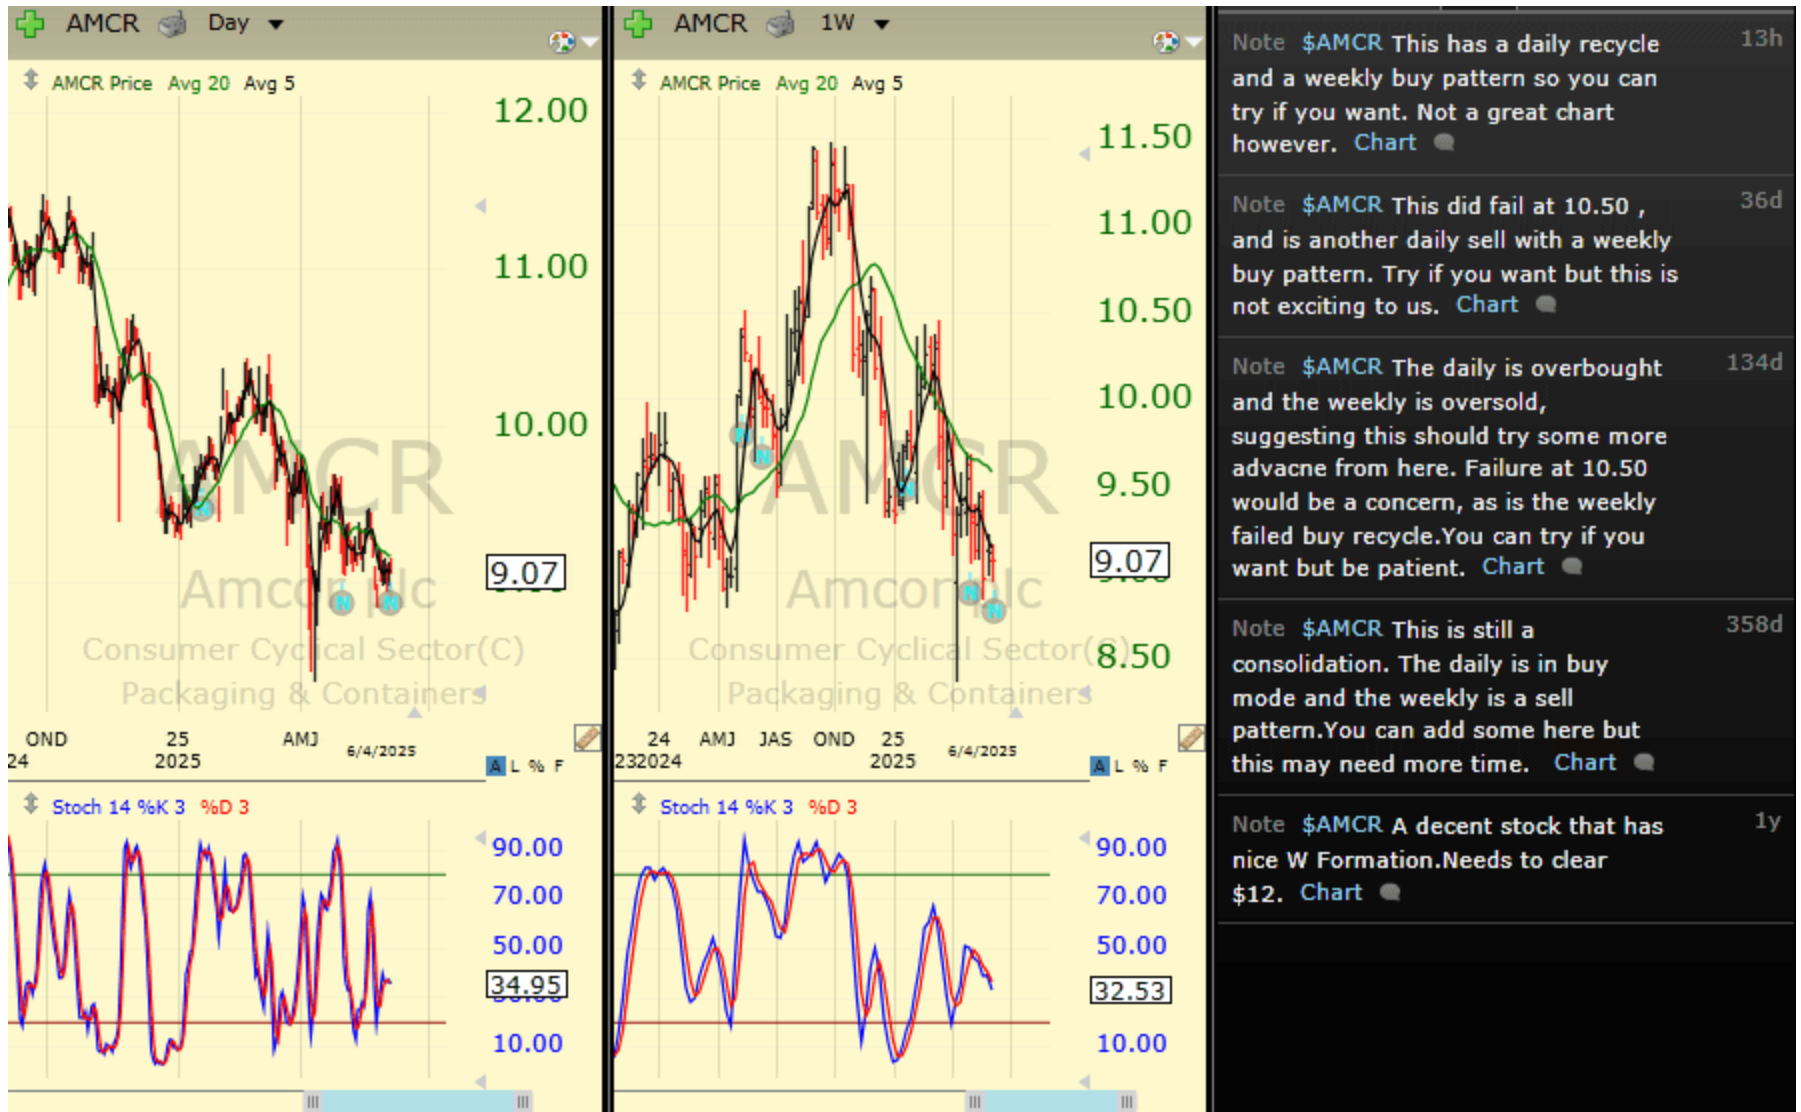 AMCR Day
AMCR Price Avg 20 Avg 5
12.00
11.00
10.00
9.07
AMCR
Amcor plc
Consumer Cyclical Sector(C)
Packaging & Containers
OND 25 AMJ 6/4/2025
24 2025
A L % F
Stoch 14 %K 3 %D 3
90.00
70.00
50.00
34.95
10.00
N
N
N
AMCR 1W
AMCR Price Avg 20 Avg 5
11.50
11.00
10.50
10.00
9.50
9.07
8.50
AMCR
Amcor plc
Consumer Cyclical Sector(C)
Packaging & Containers
24 AMJ JAS OND 25 6/4/2025
232024 2025
A L % F
Stoch 14 %K 3 %D 3
90.00
70.00
50.00
32.53
10.00
N
N
N
N
N
Note $AMCR This has a daily recycle 13h
and a weekly buy pattern so you can
try if you want. Not a great chart
however. Chart
Note $AMCR This did fail at 10.50 , 36d
and is another daily sell with a weekly
buy pattern. Try if you want but this is
not exciting to us. Chart
Note $AMCR The daily is overbought 134d
and the weekly is oversold,
suggesting this should try some more
advacne from here. Failure at 10.50
would be a concern, as is the weekly
failed buy recycle.You can try if you
want but be patient. Chart
Note $AMCR This is still a 358d
consolidation. The daily is in buy
mode and the weekly is a sell
pattern.You can add some here but
this may need more time. Chart
Note $AMCR A decent stock that has 1y
nice W Formation.Needs to clear
$12. Chart